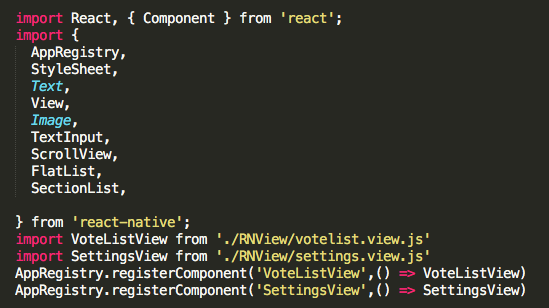 import React, { Component } from 'react';
import {
  AppRegistry,
  StyleSheet,
  Text,
  View,
  Image,
  TextInput,
  ScrollView,
  FlatList,
  SectionList,

} from 'react-native';
import VoteListView from './RNView/votelist.view.js'
import SettingsView from './RNView/settings.view.js'
AppRegistry.registerComponent('VoteListView',() => VoteListView)
AppRegistry.registerComponent('SettingsView',() => SettingsView)